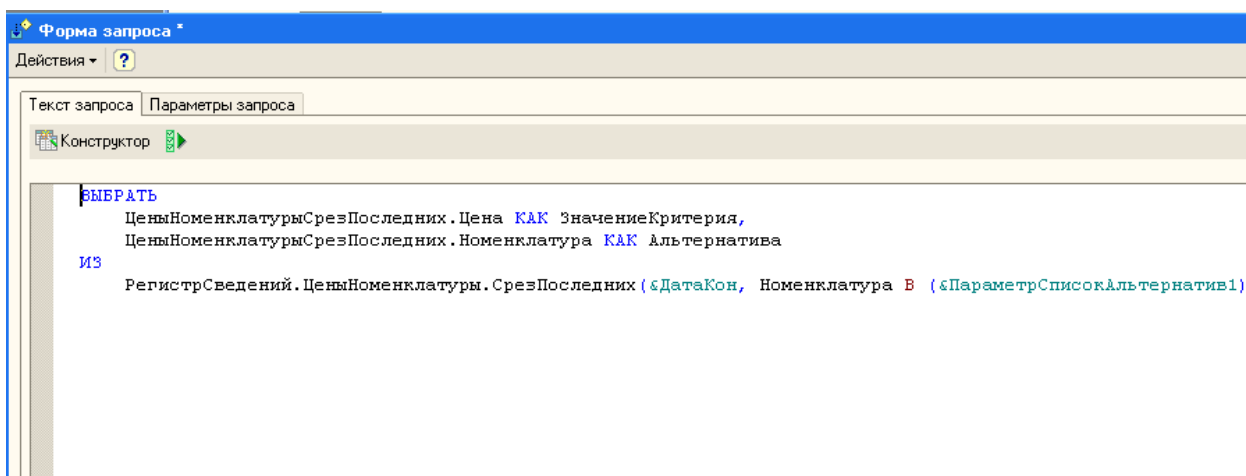 Форма запроса *
Действия ?
Текст запроса Параметры запроса
Конструктор
ВЫБРАТЬ
ЦеныНоменклатурыСрезПоследних.Цена КАК ЗначениеКритерия,
ЦеныНоменклатурыСрезПоследних.Номенклатура КАК Альтернатива
ИЗ
РегистрСведений.ЦеныНоменклатуры.СрезПоследних(&ДатаКон, Номенклатура В (&ПараметрСписокАльтернатив1)